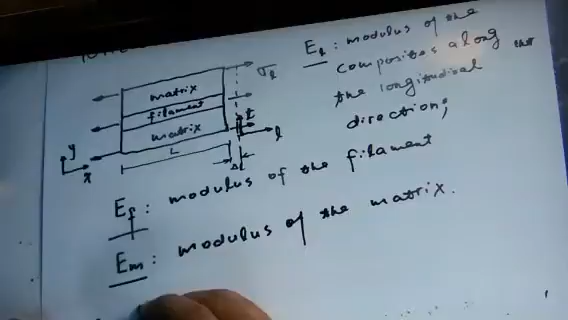 matrix
filament
matrix
σℓ
t
ℓ
L
Δ
y
x
Eℓ : modulus of the
composites along
the longitudinal
direction;
Ef : modulus of the filament
Em : modulus of the matrix.